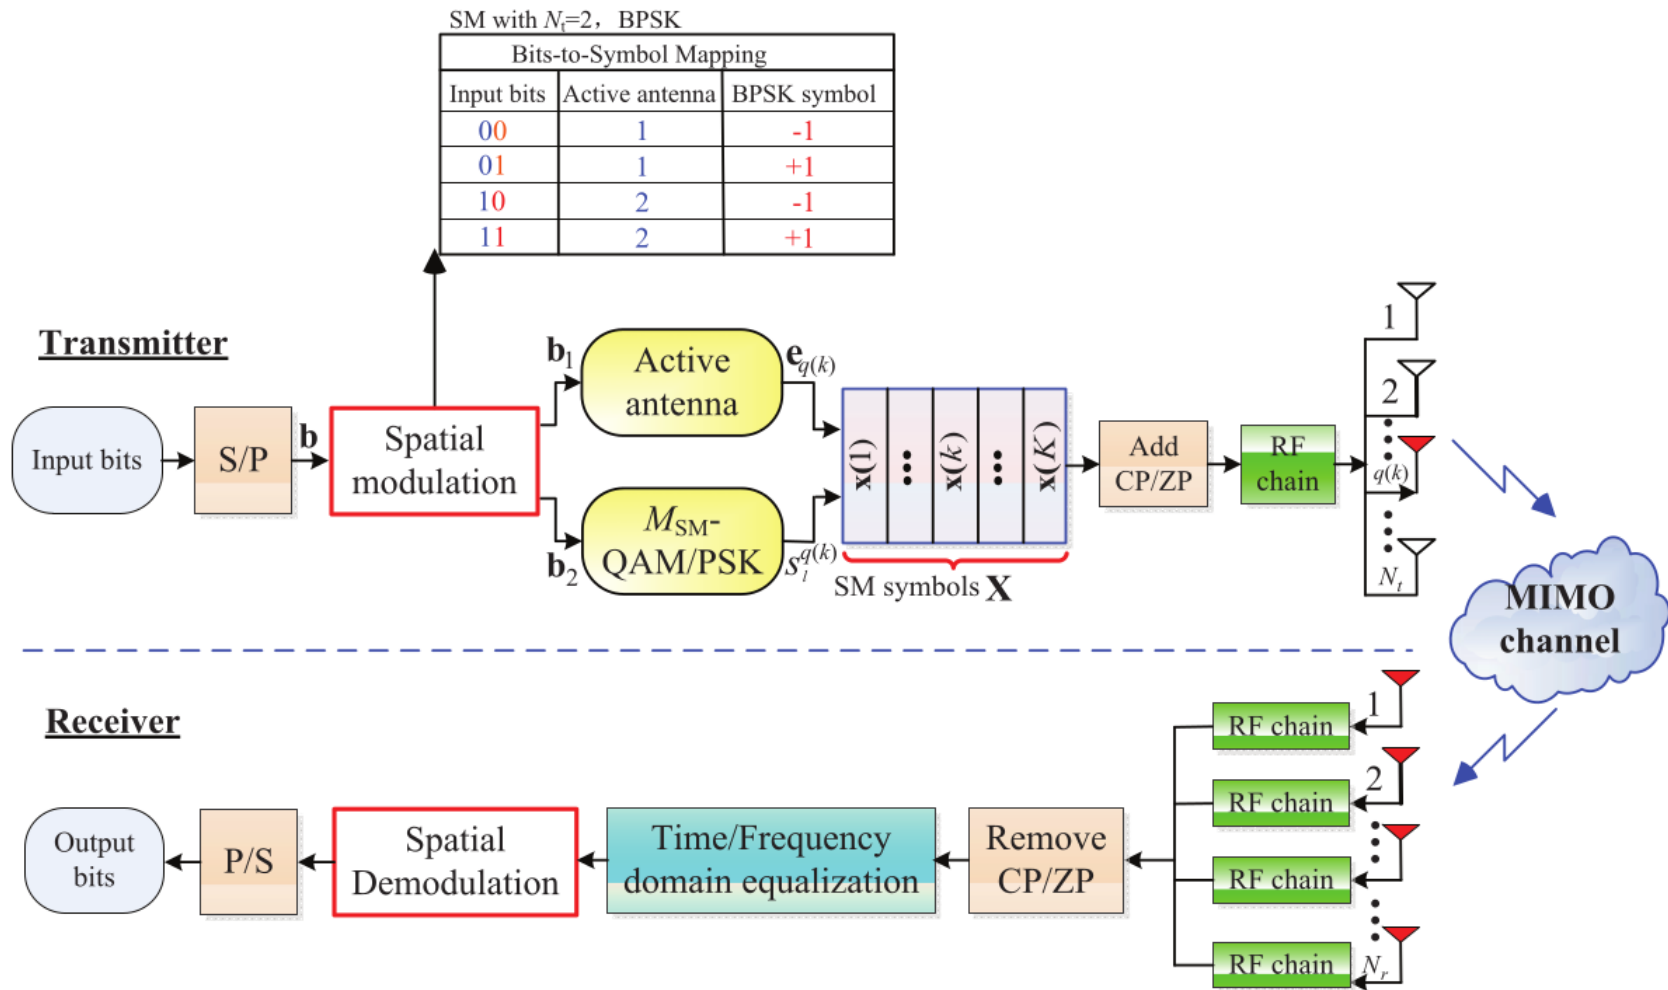 SM with Nt=2, BPSK
Bits-to-Symbol Mapping
Input bits Active antenna BPSK symbol
00 1 -1
01 1 +1
10 2 -1
11 2 +1
Transmitter
Input bits
S/P
b
Spatial
modulation
b1
Active
antenna
eq(k)
b2
MSM-
QAM/PSK
slq(k)
x(1) ... x(k) ... x(K)
SM symbols X
Add
CP/ZP
RF
chain
1
2
q(k)
Nt
MIMO
channel
Receiver
1
RF chain
2
RF chain
RF chain
RF chain
Nr
Remove
CP/ZP
Time/Frequency
domain equalization
Spatial
Demodulation
P/S
Output
bits